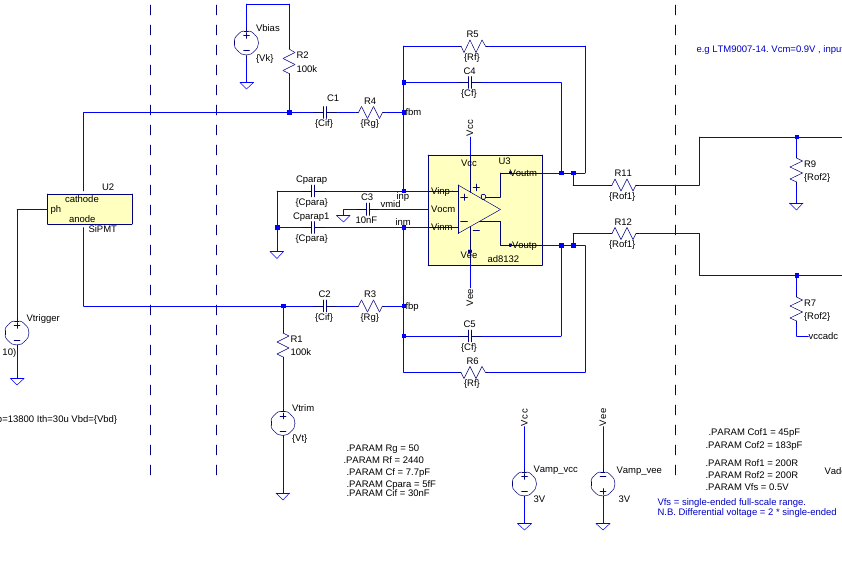 Vbias
{Vk}
R2
100k
R5
{Rf}
C4
{Cf}
e.g LTM9007-14. Vcm=0.9V , inpu
C1
{Cif}
R4
{Rg}
fbm
Vcc
U2
cathode
ph
anode
SiPMT
Cparap
{Cpara}
inp
C3
vmid
10nF
Cparap1
{Cpara}
inm
Vcc
U3
Vinp
Vocm
Vinm
Voutm
Voutp
Vee
ad8132
Vee
R11
{Rof1}
R12
{Rof1}
R9
{Rof2}
R7
{Rof2}
vccadc
Vtrigger
10)
C2
{Cif}
R3
{Rg}
fbp
C5
{Cf}
R6
{Rf}
R1
100k
Vtrim
{Vt}
=13800 Ith=30u Vbd={Vbd}
.PARAM Rg = 50
.PARAM Rf = 2440
.PARAM Cf = 7.7pF
.PARAM Cpara = 5fF
.PARAM Cif = 30nF
Vcc
Vamp_vcc
3V
Vee
Vamp_vee
3V
.PARAM Cof1 = 45pF
.PARAM Cof2 = 183pF
.PARAM Rof1 = 200R
.PARAM Rof2 = 200R
.PARAM Vfs = 0.5V
Vad
Vfs = single-ended full-scale range.
N.B. Differential voltage = 2 * single-ended